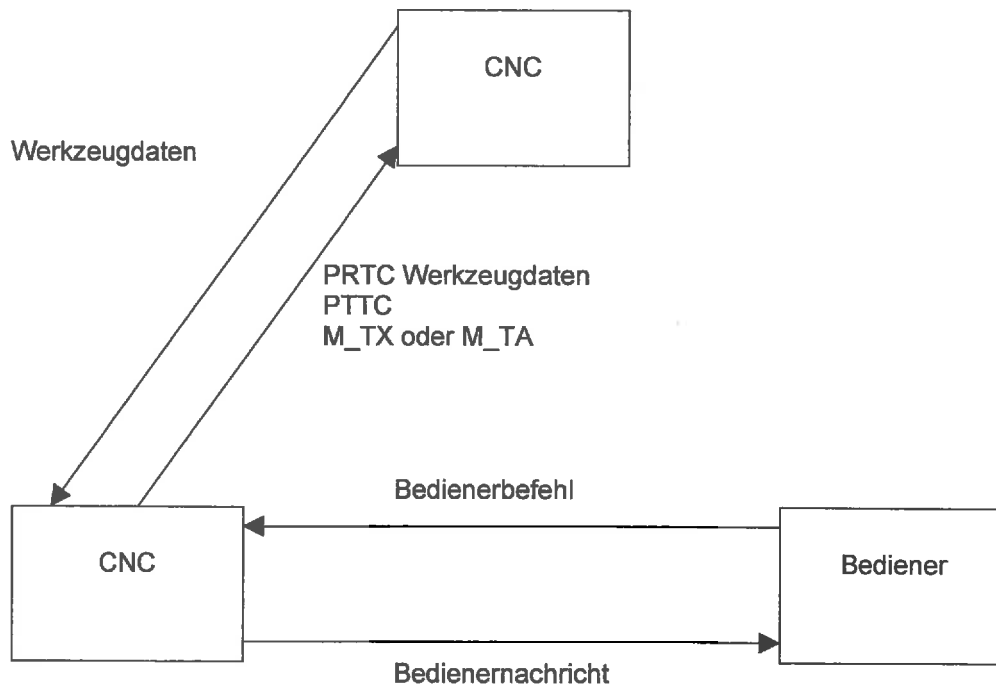 CNC
Werkzeugdaten
PRTC Werkzeugdaten
PTTC
M_TX oder M_TA
Bedienerbefehl
CNC
Bediener
Bedienernachricht